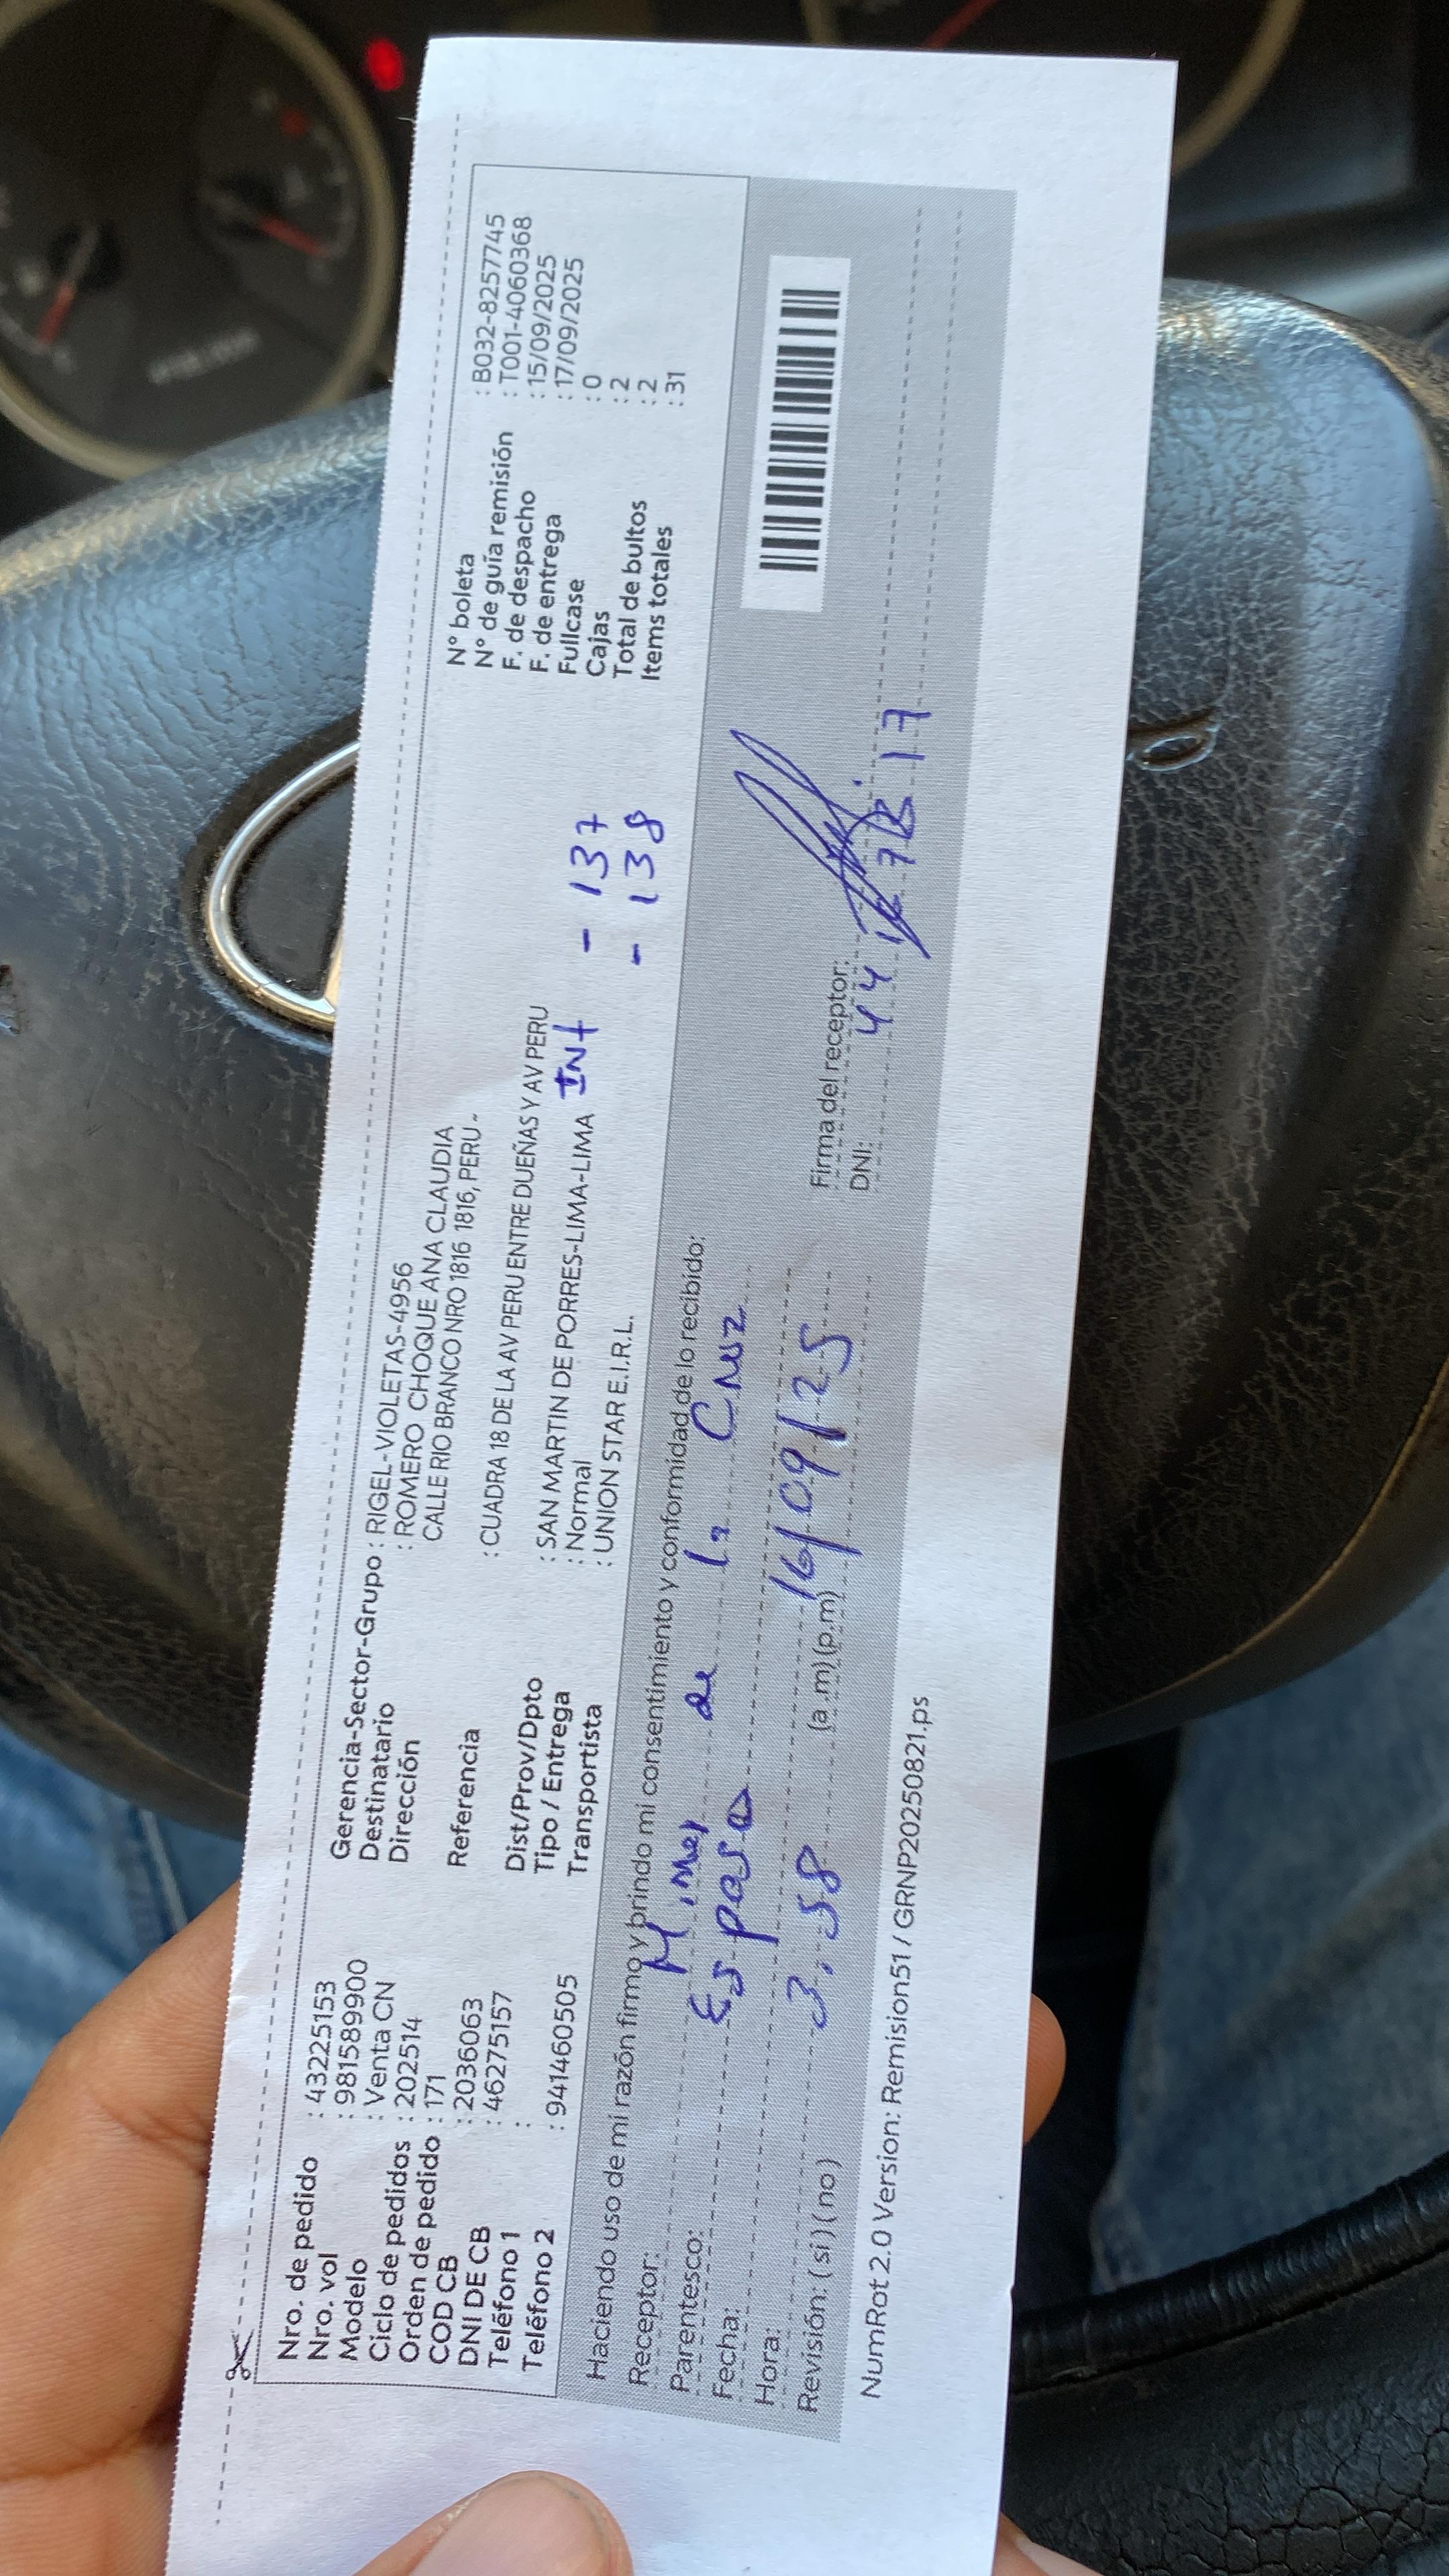 Nro. de pedido : 43225153
Nro. vol : 981589900
Modelo : Venta CN
Ciclo de pedidos : 202514
Orden de pedido : 171
COD CB : 2036063
DNI DE CB : 46275157
Teléfono 1 :
Teléfono 2 : 941460505
Gerencia-Sector-Grupo : RIGEL-VIOLETAS-4956
Destinatario : ROMERO CHOQUE ANA CLAUDIA
Dirección CALLE RIO BRANCO NRO 1816 1816, PERU -
Referencia : CUADRA 18 DE LA AV PERU ENTRE DUEÑAS Y AV PERU
Dist/Prov/Dpto : SAN MARTIN DE PORRES-LIMA-LIMA
Tipo / Entrega : Normal
Transportista : UNION STAR E.I.R.L.
INt - 137
- 138
N° boleta : B032-8257745
N° de guía remisión : T001-4060368
F. de despacho : 15/09/2025
F. de entrega : 17/09/2025
Fullcase : 0
Cajas : 2
Total de bultos : 2
Items totales : 31
Haciendo uso de mi razón firmo y brindo mi consentimiento y conformidad de lo recibido:
Receptor: de la Cruz
Parentesco: Esposo
Fecha: 16/09/25
Hora: 3.58 (a.m) (p.m)
Revisión: (si) (no)
Firma del receptor:
DNI: 44
NumRot 2.0 Version: Remision51 / GRNP20250821.ps